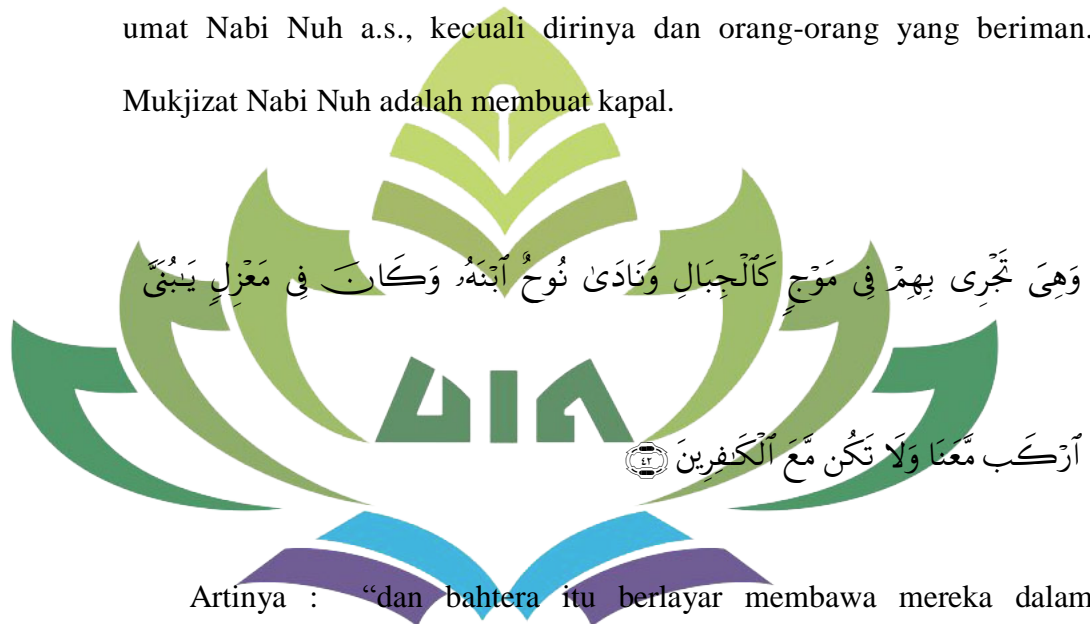 umat Nabi Nuh a.s., kecuali dirinya dan orang-orang yang beriman.
Mukjizat Nabi Nuh adalah membuat kapal.
وَهِىَ تَجْرِى بِهِمْ فِى مَوْجٍ كَٱلْجِبَالِ وَنَادَىٰ نُوحٌ ٱبْنَهُۥ وَكَانَ فِى مَعْزِلٍ يَـٰبُنَىَّ
UIN
ٱرْكَب مَّعَنَا وَلَا تَكُن مَّعَ ٱلْكَـٰفِرِينَ ﴿٤٢﴾
Artinya : “dan bahtera itu berlayar membawa mereka dalam